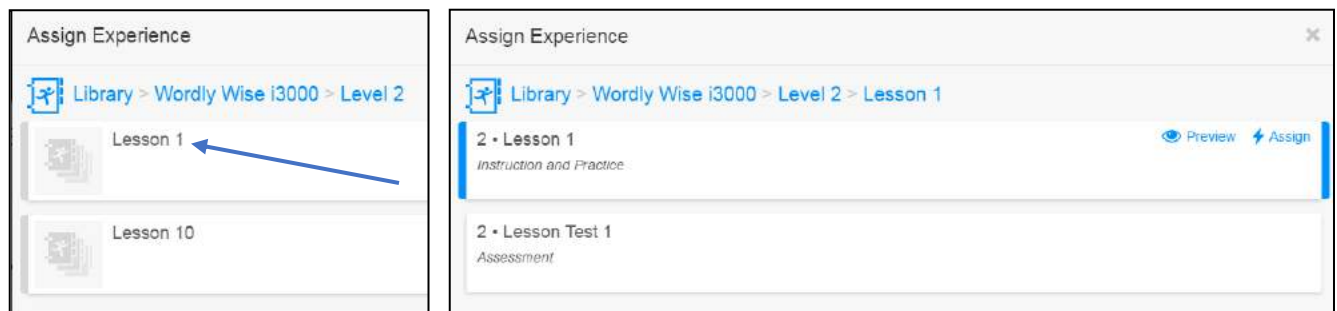 Assign Experience
Library > Wordly Wise i3000 > Level 2
Lesson 1
Lesson 10
Assign Experience ×
Library > Wordly Wise i3000 > Level 2 > Lesson 1
2 • Lesson 1 Preview Assign
Instruction and Practice
2 • Lesson Test 1
Assessment